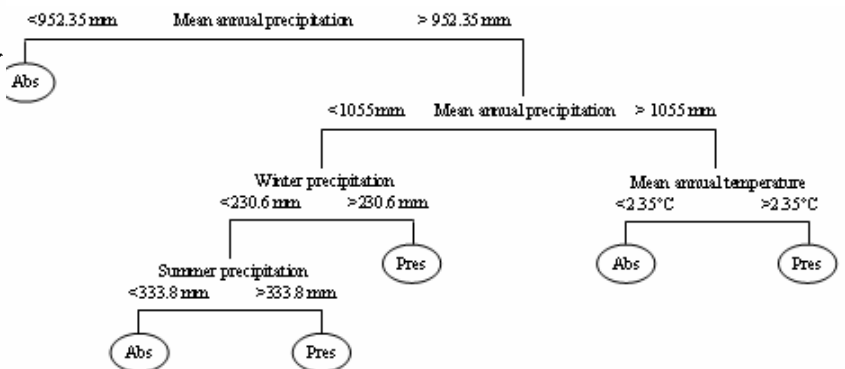 <952.35 mm Mean annual precipitation > 952.35 mm
Abs
<1055mm Mean annual precipitation > 1055 mm
Winter precipitation Mean annual temperature
<230.6 mm >230.6 mm <2.35°C >2.35°C
Pres Abs Pres
Summer precipitation
<333.8 mm >333.8 mm
Abs Pres